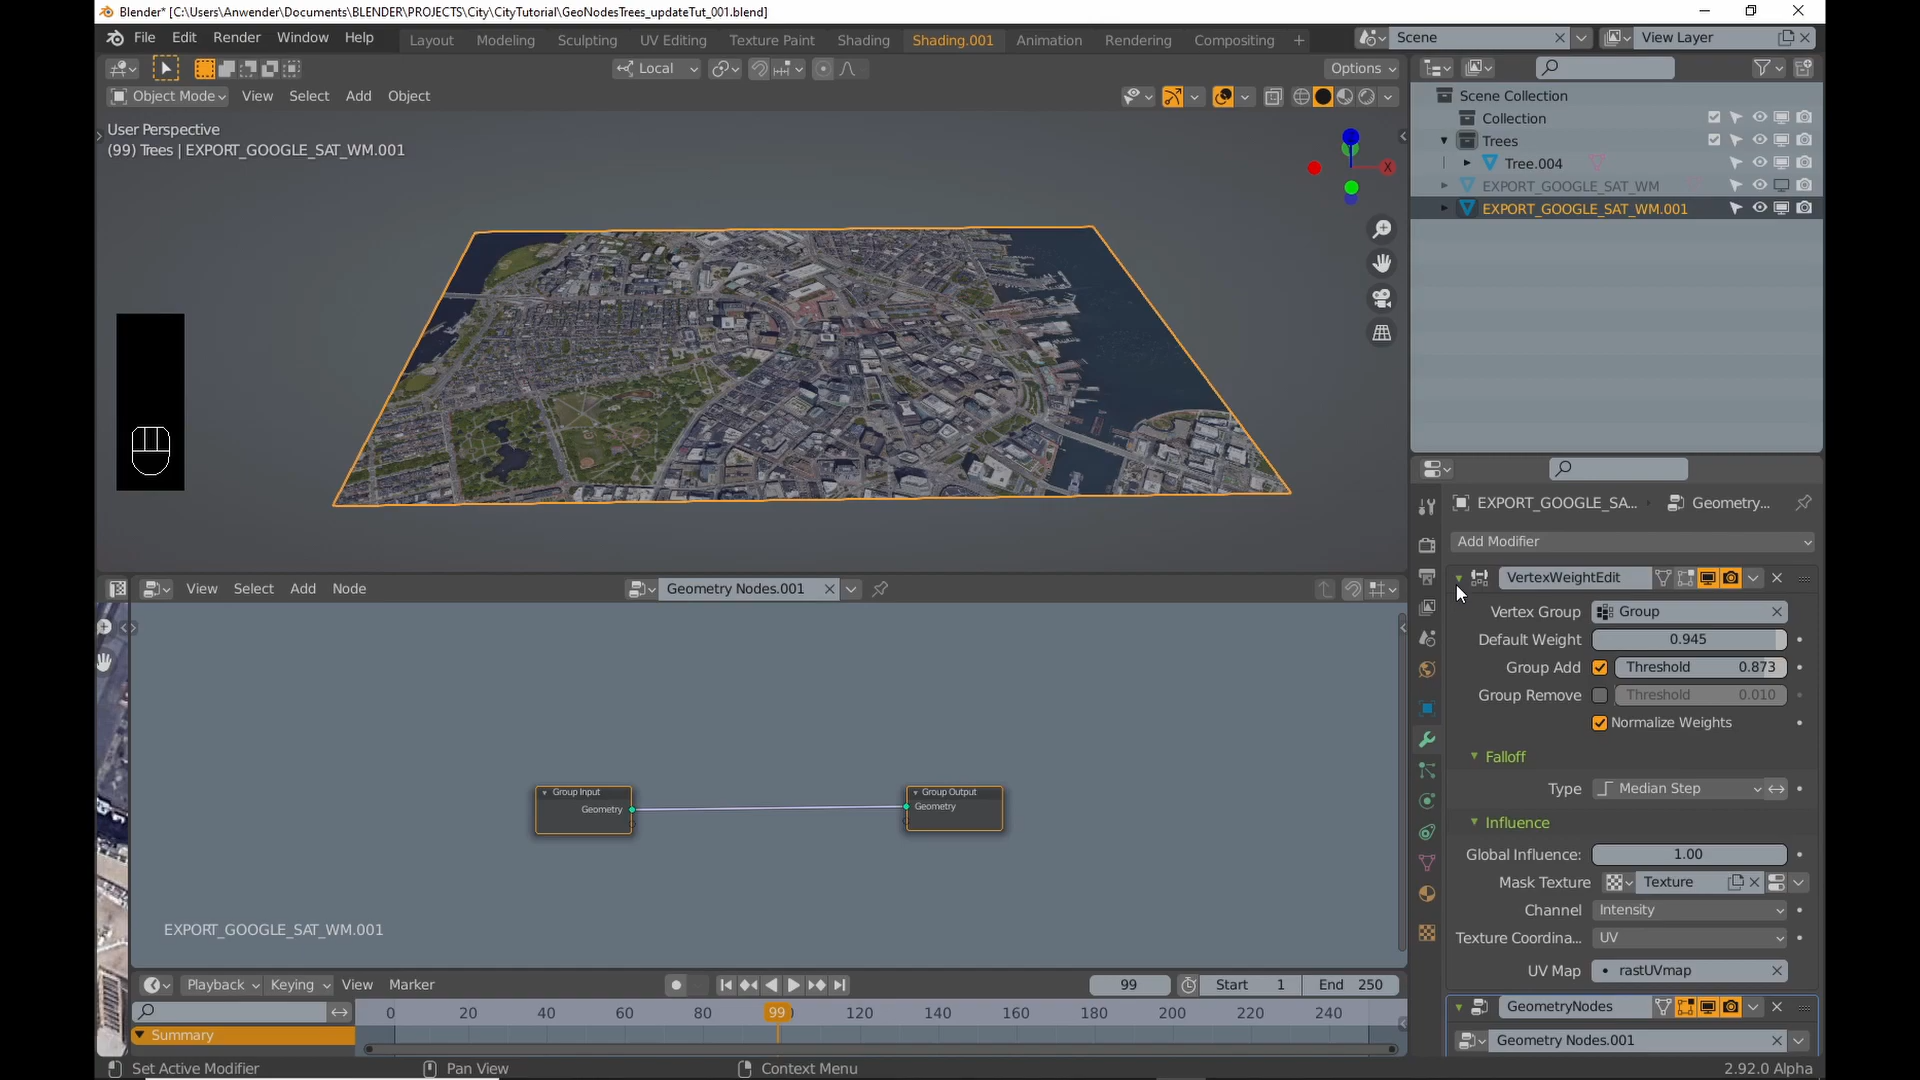 Blender* [C:\Users\Anwender\Documents\BLENDER\PROJECTS\City\CityTutorial\GeoNodesTrees_updateTut_001.blend]
File Edit Render Window Help Layout Modeling Sculpting UV Editing Texture Paint Shading Shading.001 Animation Rendering Compositing + Scene View Layer
Local Options
Object Mode View Select Add Object
User Perspective
(99) Trees | EXPORT_GOOGLE_SAT_WM.001
X
Scene Collection
Collection
Trees
Tree.004
EXPORT_GOOGLE_SAT_WM
EXPORT_GOOGLE_SAT_WM.001
EXPORT_GOOGLE_SA... Geometry...
Add Modifier
VertexWeightEdit
Vertex Group Group
Default Weight 0.945
Group Add Threshold 0.873
Group Remove Threshold 0.010
Normalize Weights
Falloff
Type Median Step
Influence
Global Influence: 1.00
Mask Texture Texture
Channel Intensity
Texture Coordina... UV
UV Map rastUVmap
GeometryNodes
Geometry Nodes.001
View Select Add Node Geometry Nodes.001
Group Input
Geometry
Group Output
Geometry
EXPORT_GOOGLE_SAT_WM.001
Playback Keying View Marker 99 Start 1 End 250
0 20 40 60 80 99 120 140 160 180 200 220 240
Summary
Set Active Modifier Pan View Context Menu 2.92.0 Alpha